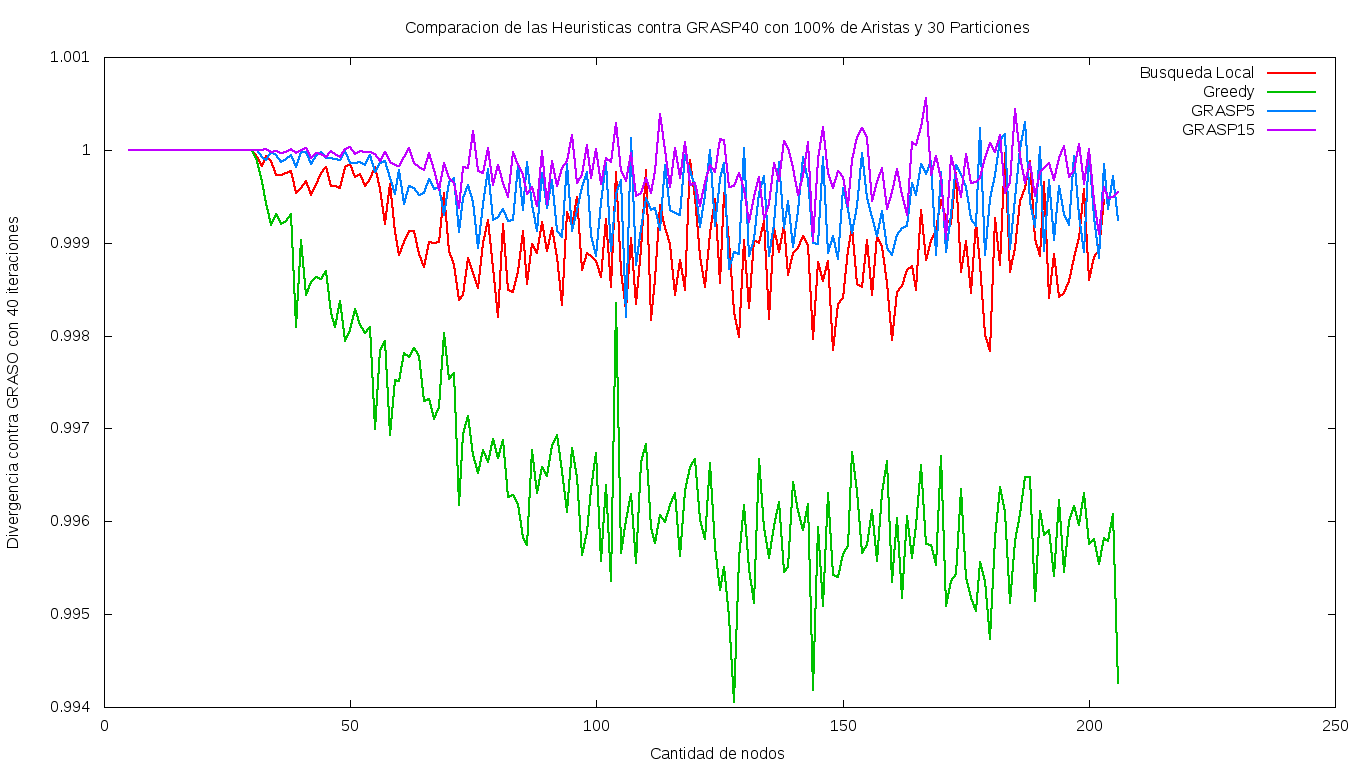 Comparacion de las Heuristicas contra GRASP40 con 100% de Aristas y 30 Particiones
Divergencia contra GRASO con 40 iteraciones
1.001
1
0.999
0.998
0.997
0.996
0.995
0.994
Busqueda Local
Greedy
GRASP5
GRASP15
0
50
100
150
200
250
Cantidad de nodos